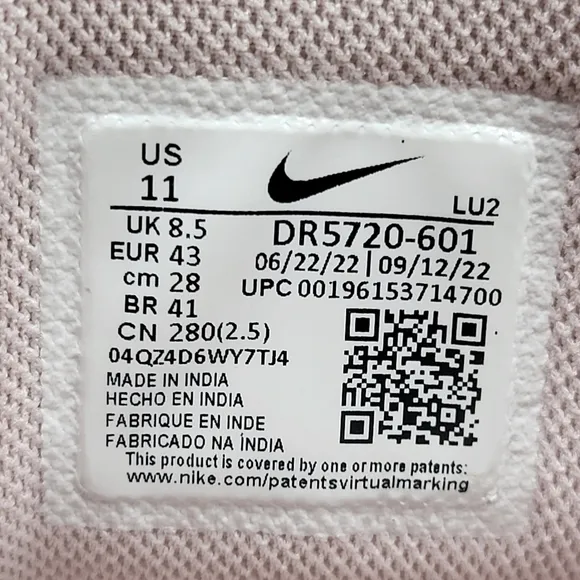 US
11
LU2
UK 8.5
EUR 43
cm 28
BR 41
CN 280(2.5)
DR5720-601
06/22/22 | 09/12/22
UPC 00196153714700
04QZ4D6WY7TJ4
MADE IN INDIA
HECHO EN INDIA
FABRIQUE EN INDE
FABRICADO NA ÍNDIA
This product is covered by one or more patents:
www.nike.com/patentsvirtualmarking